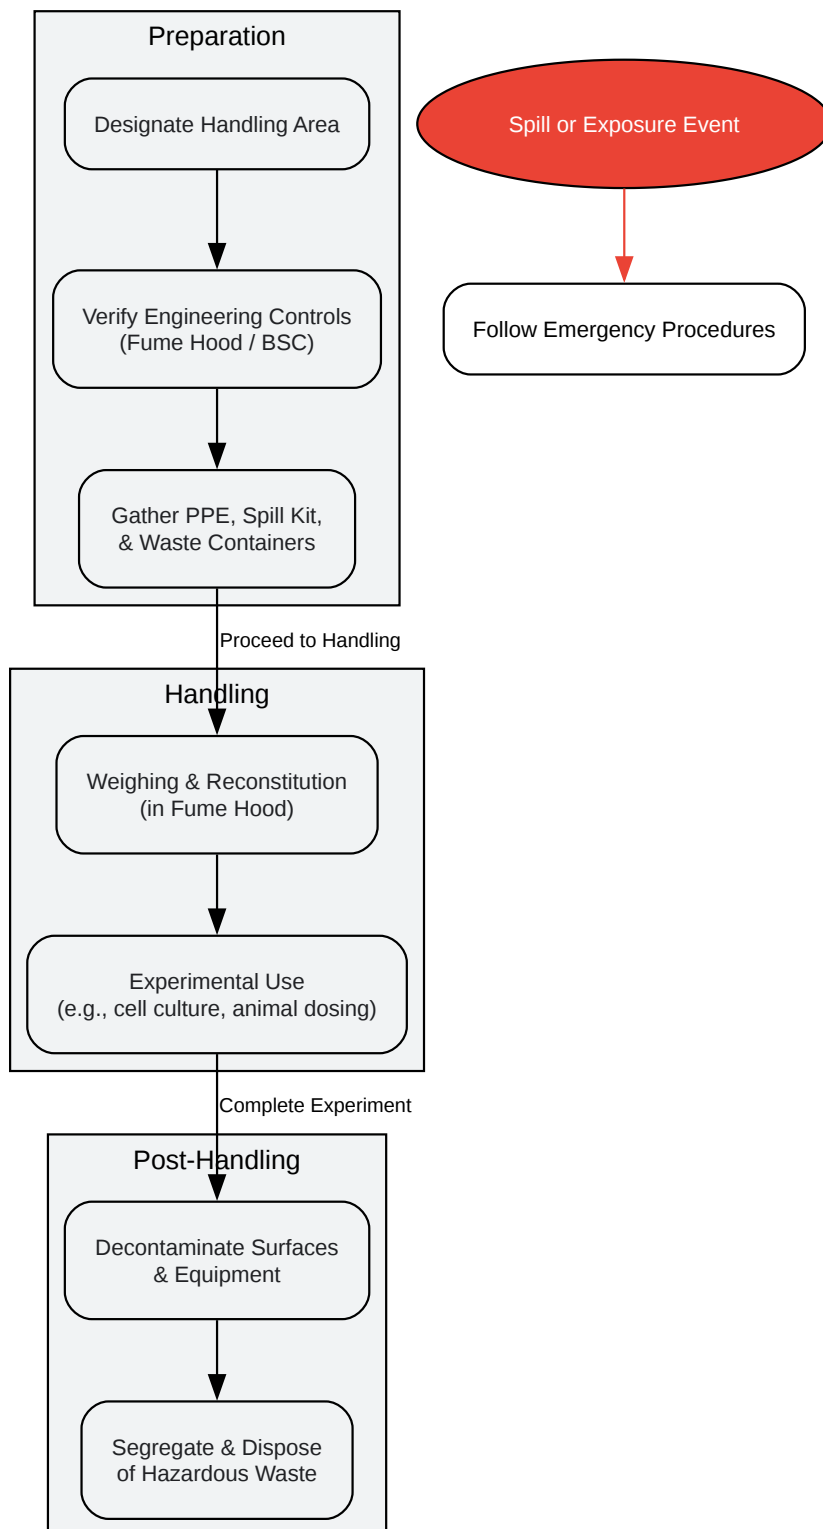 Preparation
Designate Handling Area
Verify Engineering Controls
(Fume Hood / BSC)
Gather PPE, Spill Kit,
& Waste Containers
Proceed to Handling
Handling
Weighing & Reconstitution
(in Fume Hood)
Experimental Use
(e.g., cell culture, animal dosing)
Complete Experiment
Post-Handling
Decontaminate Surfaces
& Equipment
Segregate & Dispose
of Hazardous Waste
Spill or Exposure Event
Follow Emergency Procedures